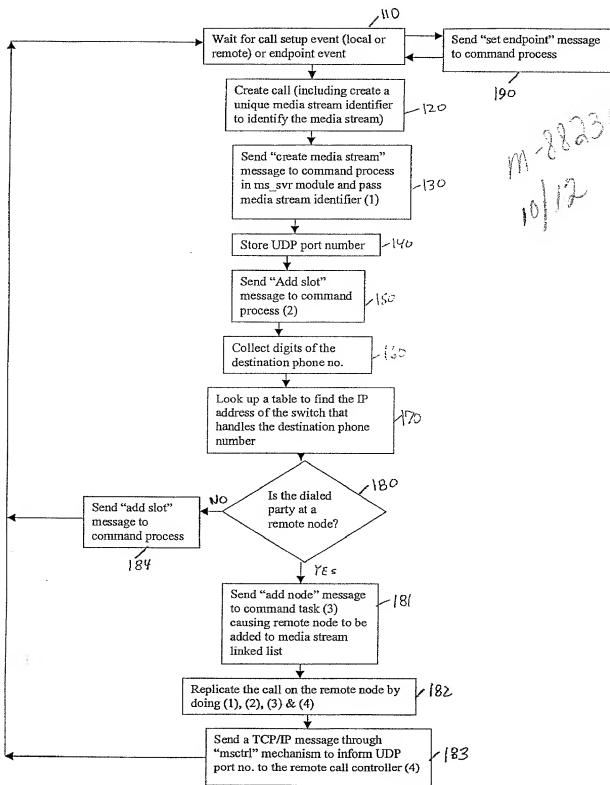 110
Wait for call setup event (local or
remote) or endpoint event
Send “set endpoint” message
to command process
190
Create call (including create a
unique media stream identifier
to identify the media stream)
120
Send “create media stream”
message to command process
in ms_svr module and pass
media stream identifier (1)
130
M-8823
10/12
Store UDP port number
140
Send “Add slot”
message to command
process (2)
150
Collect digits of the
destination phone no.
160
Look up a table to find the IP
address of the switch that
handles the destination phone
number
170
180
Is the dialed
party at a
remote node?
NO
Send “add slot”
message to
command process
184
YES
Send “add node” message
to command task (3)
causing remote node to be
added to media stream
linked list
181
Replicate the call on the remote node by
doing (1), (2), (3) & (4)
182
Send a TCP/IP message through
“msctrl” mechanism to inform UDP
port no. to the remote call controller (4)
183